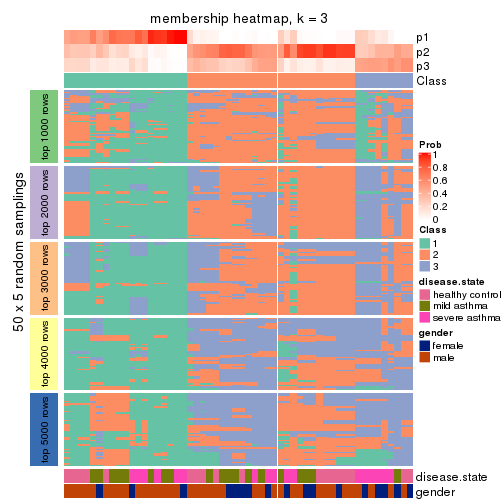 membership heatmap, k = 3
p1
p2
p3
Class
50 x 5 random samplings
top 1000 rows
top 2000 rows
top 3000 rows
top 4000 rows
top 5000 rows
Prob
1
0.8
0.6
0.4
0.2
0
Class
1
2
3
disease.state
healthy control
mild asthma
severe asthma
gender
female
male
disease.state
gender